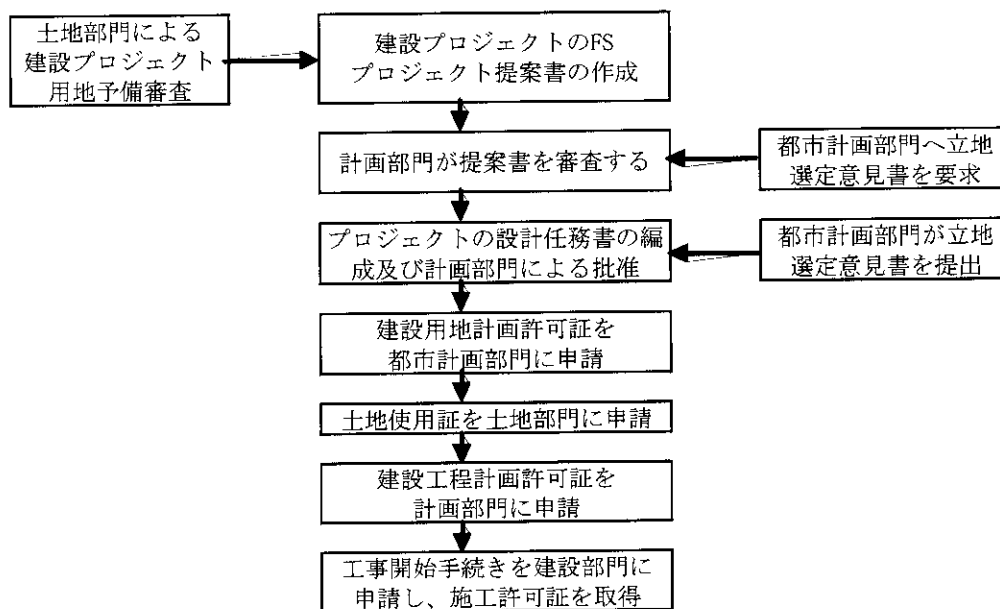 土地部門による
建設プロジェクト
用地予備審査
建設プロジェクトのFS
プロジェクト提案書の作成
計画部門が提案書を審査する
都市計画部門へ立地
選定意見書を要求
プロジェクトの設計任務書の編
成及び計画部門による批准
都市計画部門が立地
選定意見書を提出
建設用地計画許可証を
都市計画部門に申請
土地使用証を土地部門に申請
建設工程計画許可証を
計画部門に申請
工事開始手続きを建設部門に
申請し、施工許可証を取得